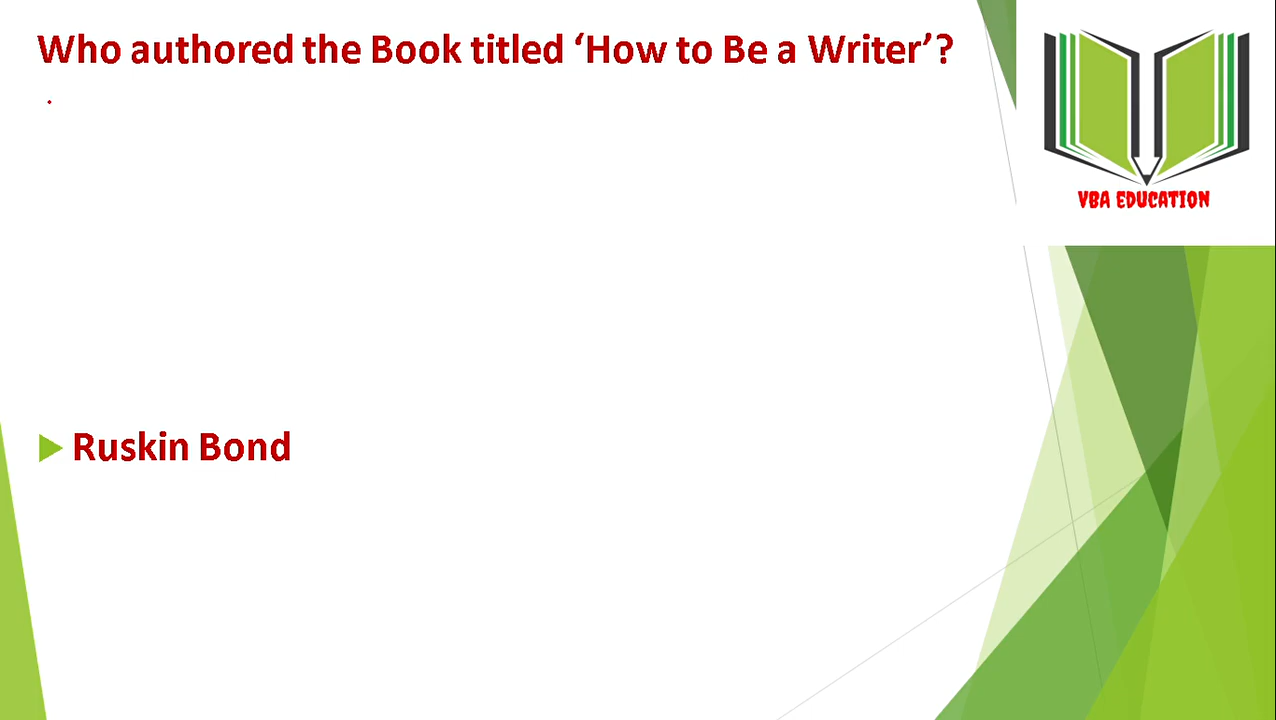 Who authored the Book titled ‘How to Be a Writer’?
.
VBA EDUCATION
Ruskin Bond